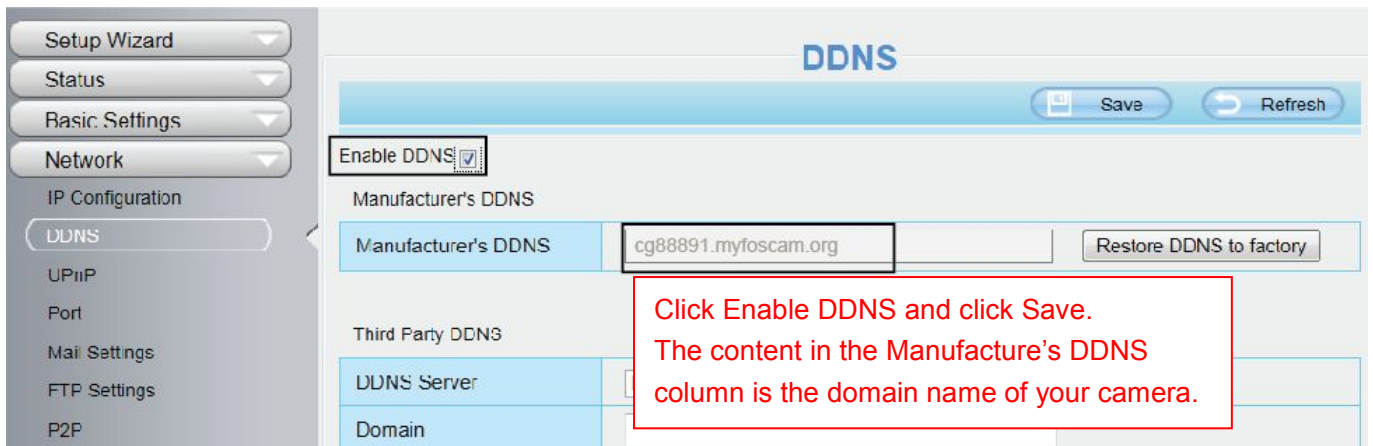 Setup Wizard
Status
Basic Settings
Network
IP Configuration
DDNS
UPnP
Port
Mail Settings
FTP Settings
P2P
DDNS
Save Refresh
Enable DDNS
Manufacturer's DDNS
Manufacturer's DDNS cg88891.myfoscam.org Restore DDNS to factory
Click Enable DDNS and click Save.
The content in the Manufacture's DDNS
column is the domain name of your camera.
Third Party DDNS
DDNS Server
Domain